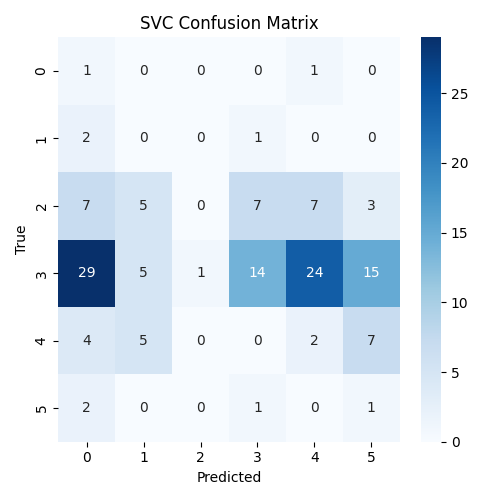 SVC Confusion Matrix
0 1 0 0 0 1 0
1 2 0 0 1 0 0
2 7 5 0 7 7 3
3 29 5 1 14 24 15
4 4 5 0 0 2 7
5 2 0 0 1 0 1
0 1 2 3 4 5
Predicted
True
25
20
15
10
5
0